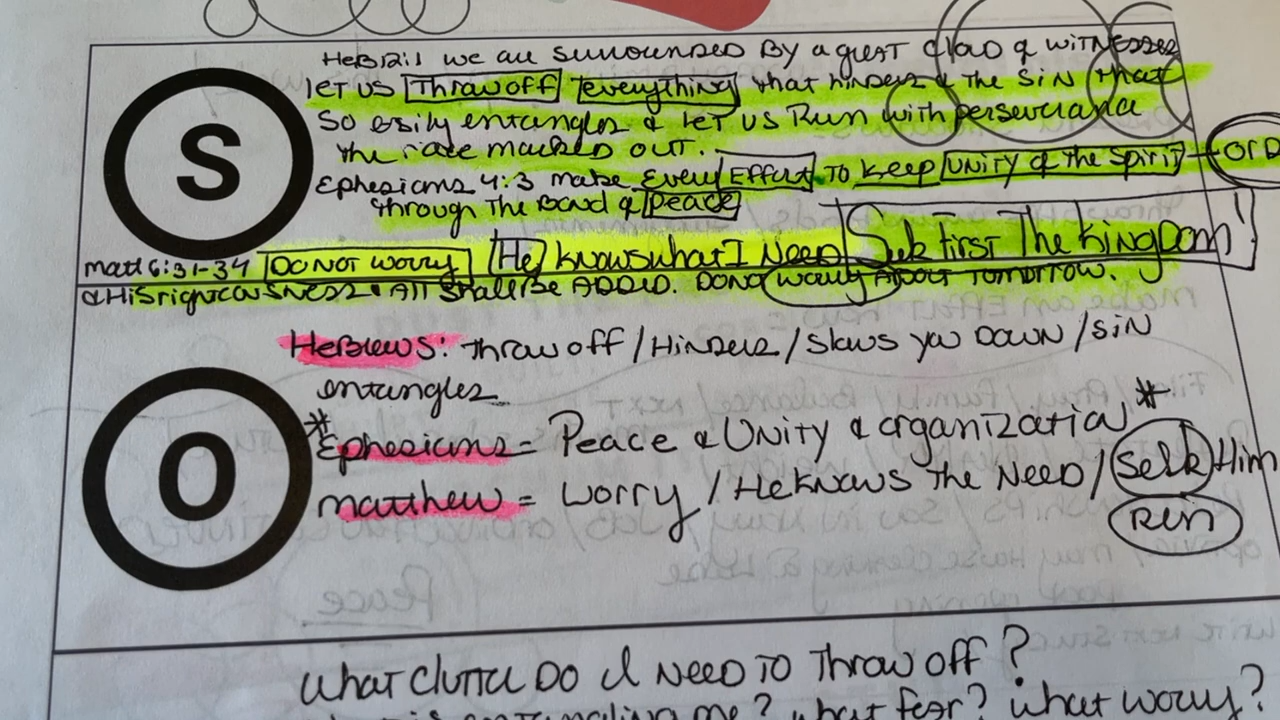 S
HEB 12:1 we are surrounded By a great cloud & WITNESSES
let us Throw off everything that hinders & the SiN that
So easily entangles & let us Run with perseverance
the race marked out.
Ephesians 4:3 make Every Effort To keep UNITY of the Spirit - LORD
through The Bond of peace
matt 6:31-34 DO NOT worry He knows what I Need Seek First The Kingdom!
& His righteousness & All shall Be ADDED. DO NOT worry ABOUT TOMORROW.
O
HEBREWS: Throw off / HINDERS / Slows you DOWN / SiN
entangles
* Ephesians = Peace & UNITY & organization *
matthew = worry / He Knows The Need / Seek Him
Run
Peace
what clutter DO I NEED TO Throw off?
entangling me? what fear? what worry?